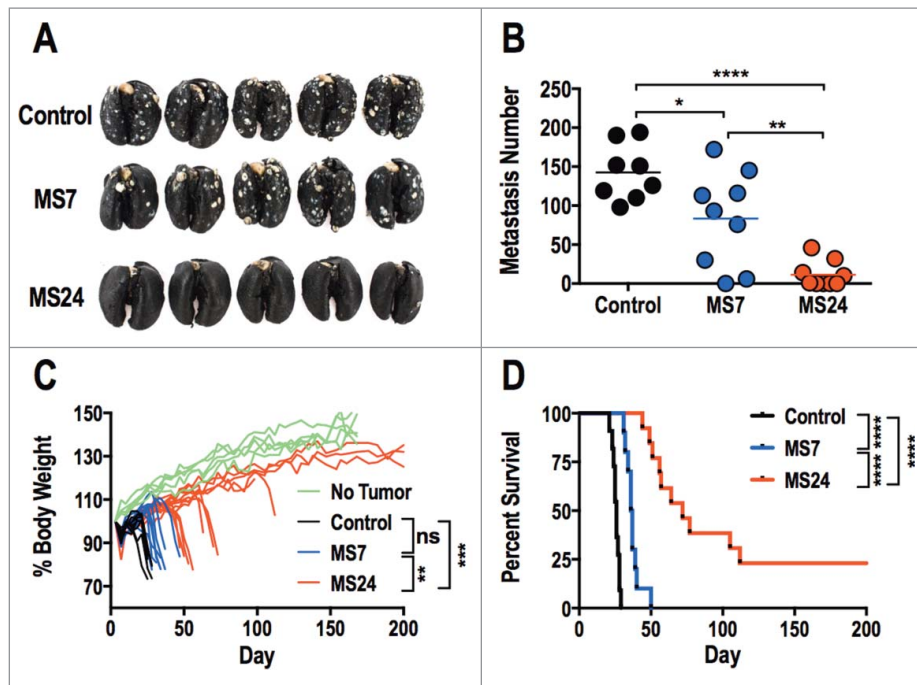 A
Control
MS7
MS24
B
****
*
**
Metastasis Number
250
200
150
100
50
0
Control
MS7
MS24
C
% Body Weight
150
130
110
90
70
No Tumor
Control
MS7
MS24
ns
**
***
0
50
100
150
200
Day
D
Percent Survival
100
75
50
25
0
Control
MS7
MS24
****
****
****
0
50
100
150
200
Day